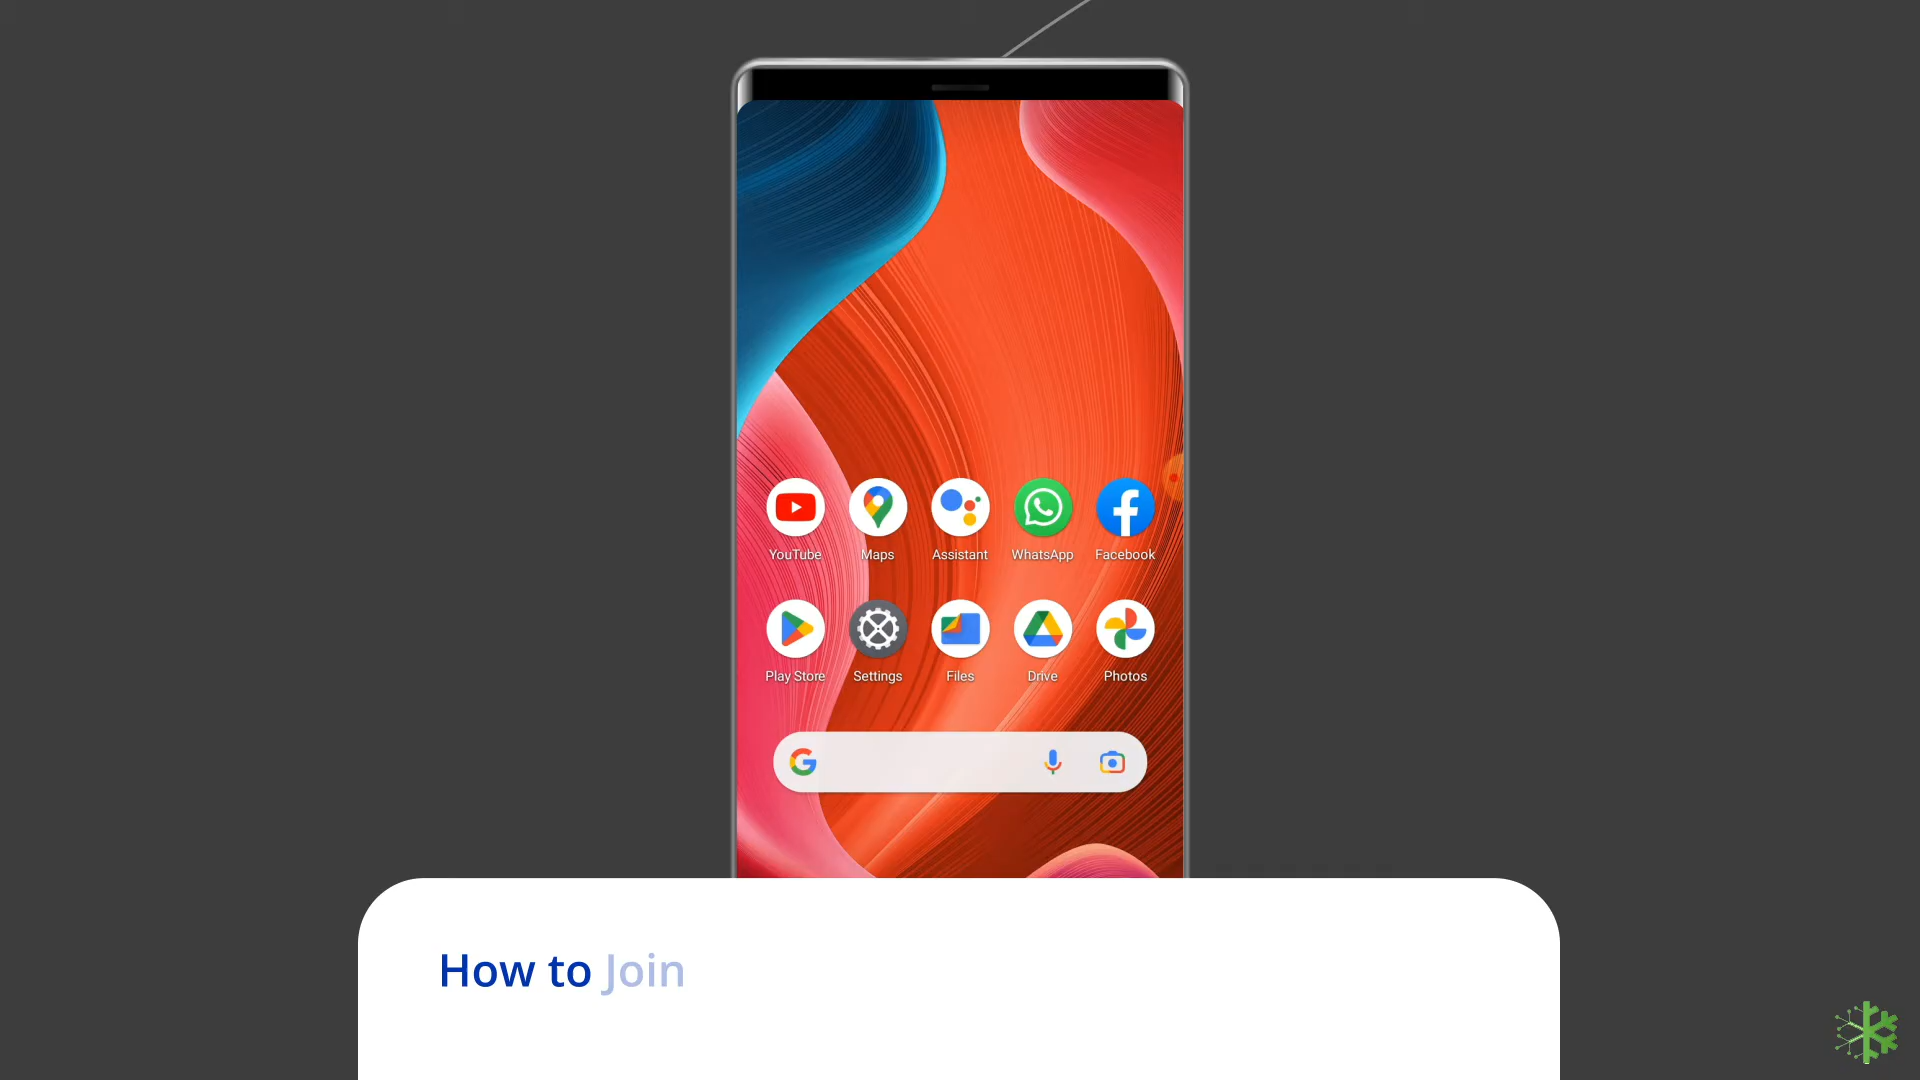 YouTube Maps Assistant WhatsApp Facebook
Play Store Settings Files Drive Photos
How to Join